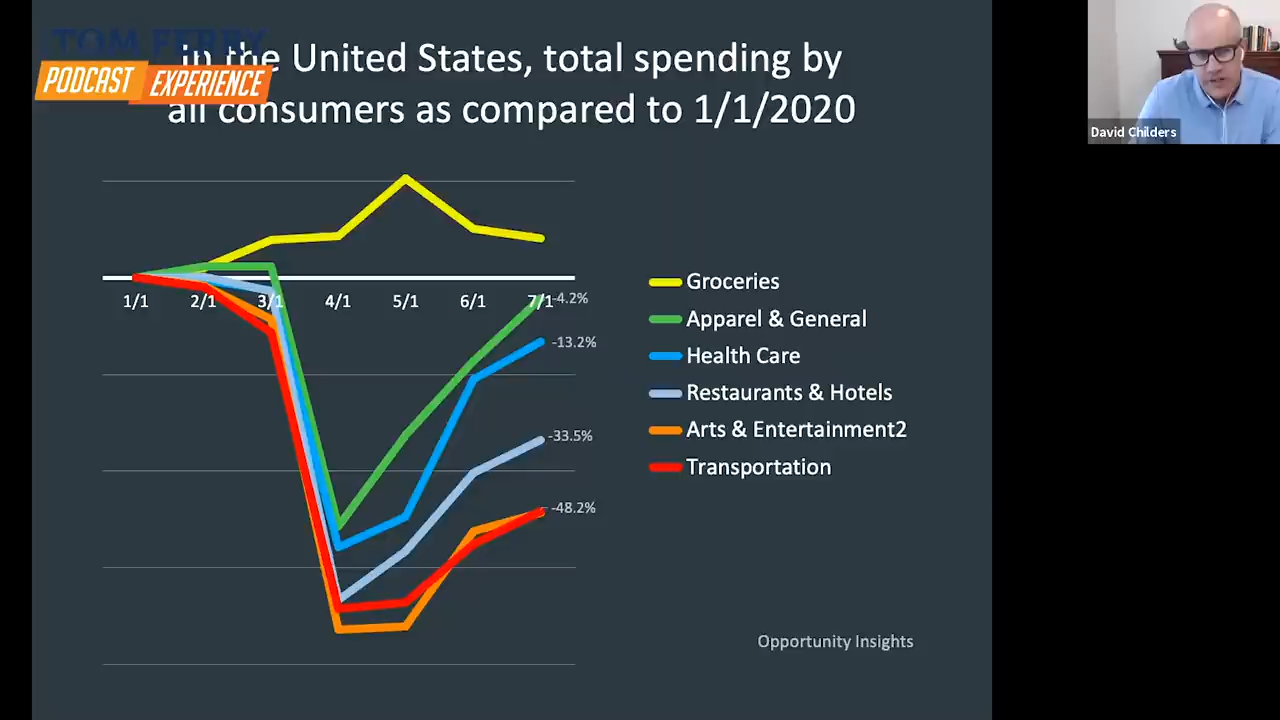 TOM FERRY
PODCAST EXPERIENCE
in the United States, total spending by
all consumers as compared to 1/1/2020
David Childers
1/1 2/1 3/1 4/1 5/1 6/1 7/1
-4.2%
-13.2%
-33.5%
-48.2%
Groceries
Apparel & General
Health Care
Restaurants & Hotels
Arts & Entertainment2
Transportation
Opportunity Insights